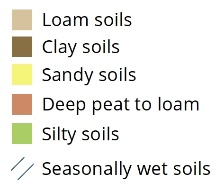 Loam soils
Clay soils
Sandy soils
Deep peat to loam
Silty soils
Seasonally wet soils